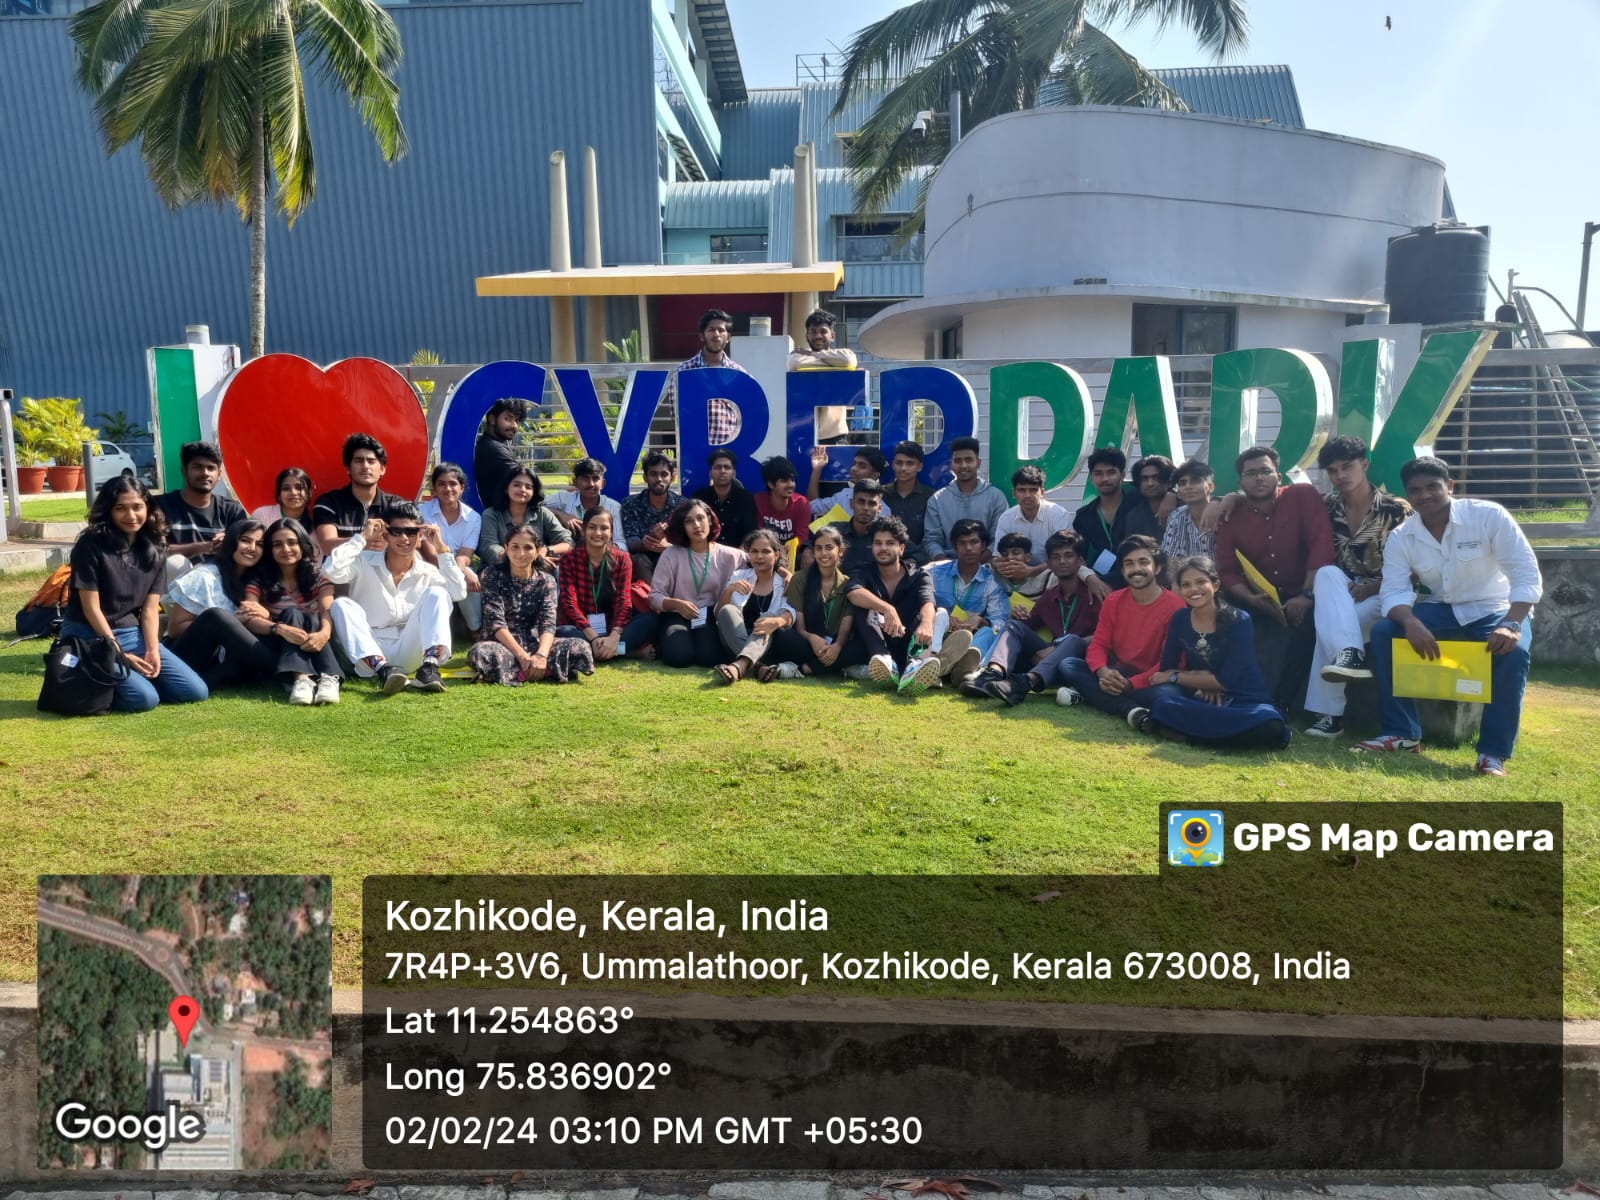 I CYBERPARK
SPEED
GPS Map Camera
Kozhikode, Kerala, India
7R4P+3V6, Ummalathoor, Kozhikode, Kerala 673008, India
Lat 11.254863°
Long 75.836902°
02/02/24 03:10 PM GMT +05:30
Google